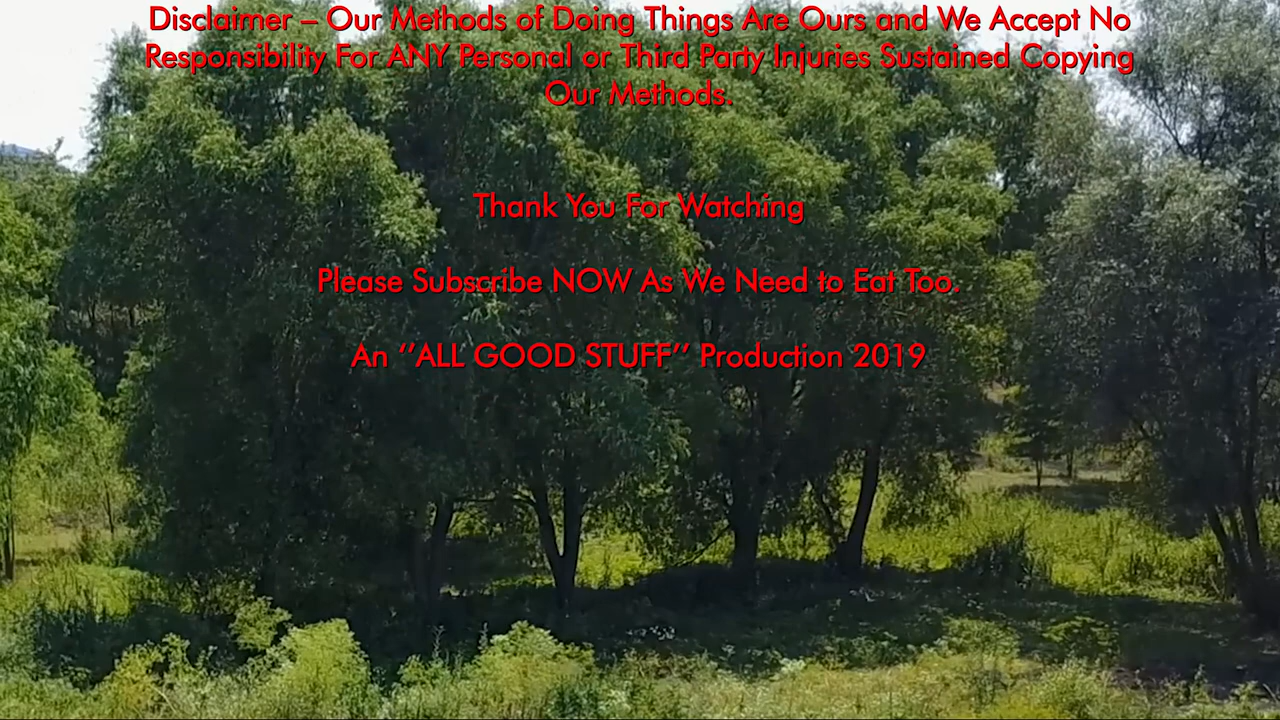 Disclaimer – Our Methods of Doing Things Are Ours and We Accept No
Responsibility For ANY Personal or Third Party Injuries Sustained Copying
Our Methods.
Thank You For Watching
Please Subscribe NOW As We Need to Eat Too.
An ‘’ALL GOOD STUFF’’ Production 2019